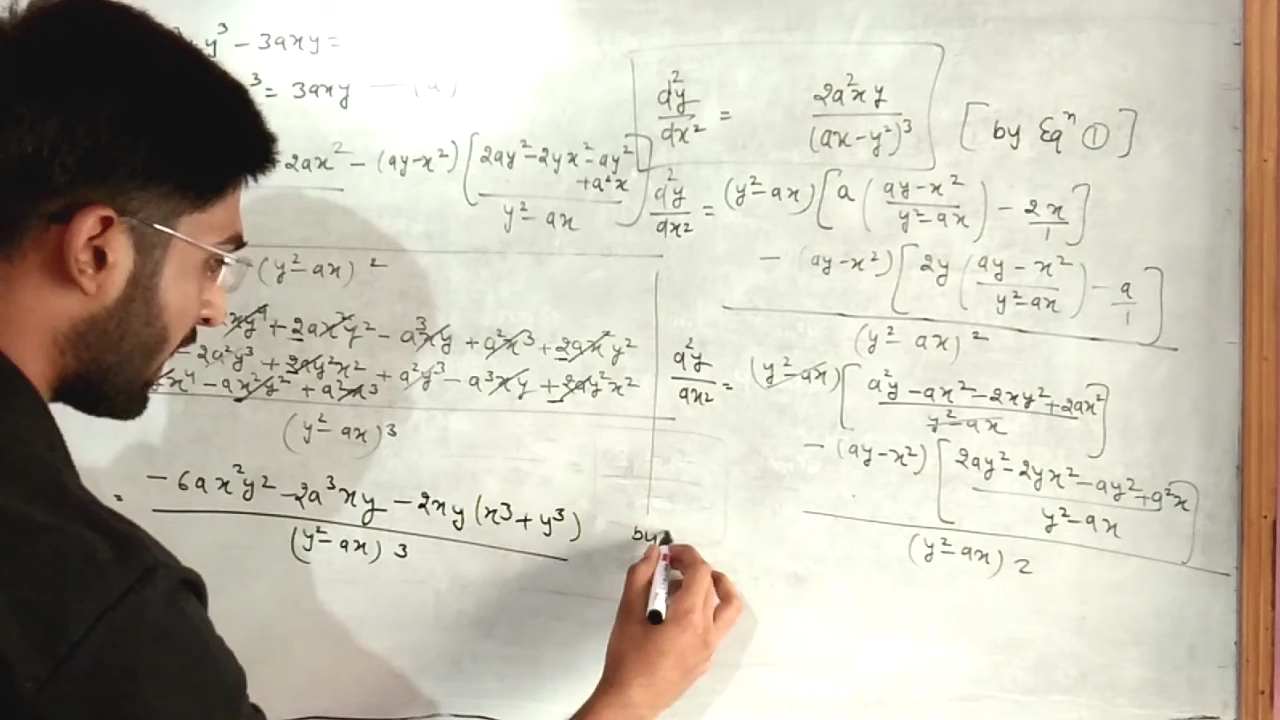 y³ - 3axy =
³ = 3axy — (1)
+ 2ax² - (ay-x²) [ 2ay² - 2yx² - ay²
+ a²x
y² - ax ]
(y² - ax)²
xy⁴ + 2ax²y² - a³xy + a²x³ + 2ax²y²
- 2a²y³ + 2ay²x² + a²y³ - a³xy + 2ay²x²
+ x⁴ - ax²y² + a²x³
(y² - ax)³
= -6ax²y² - 2a³xy - 2xy(x³ + y³)
(y² - ax)³
by
d²y/dx² = 2a²xy/(ax - y²)³ [by Eqⁿ ①]
d²y/dx² = (y² - ax) [ a ( ay - x²/y² - ax ) - 2x/1 ]
- (ay - x²) [ 2y ( ay - x²/y² - ax ) - a/1 ]
(y² - ax)²
d²y/dx² = (y² - ax) [ a²y - ax² - 2xy² + 2ax²/y² - ax ]
- (ay - x²) [ 2ay² - 2yx² - ay² + a²x/y² - ax ]
(y² - ax)²